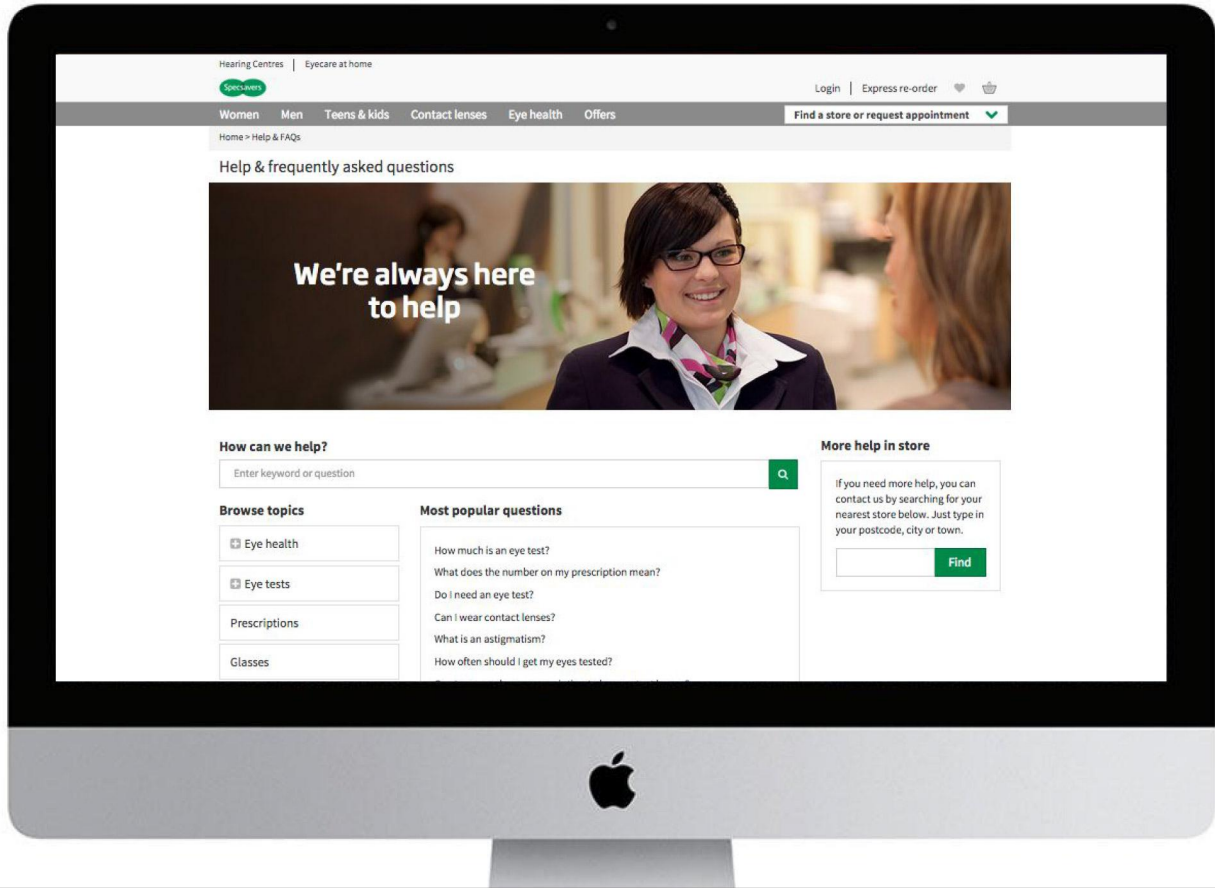 Hearing Centres | Eyecare at home
Specsavers
Login | Express re-order
Women Men Teens & kids Contact lenses Eye health Offers
Find a store or request appointment
Home > Help & FAQs
Help & frequently asked questions
We're always here
to help
How can we help?
Enter keyword or question
Browse topics
Eye health
Eye tests
Prescriptions
Glasses
Most popular questions
How much is an eye test?
What does the number on my prescription mean?
Do I need an eye test?
Can I wear contact lenses?
What is an astigmatism?
How often should I get my eyes tested?
More help in store
If you need more help, you can
contact us by searching for your
nearest store below. Just type in
your postcode, city or town.
Find